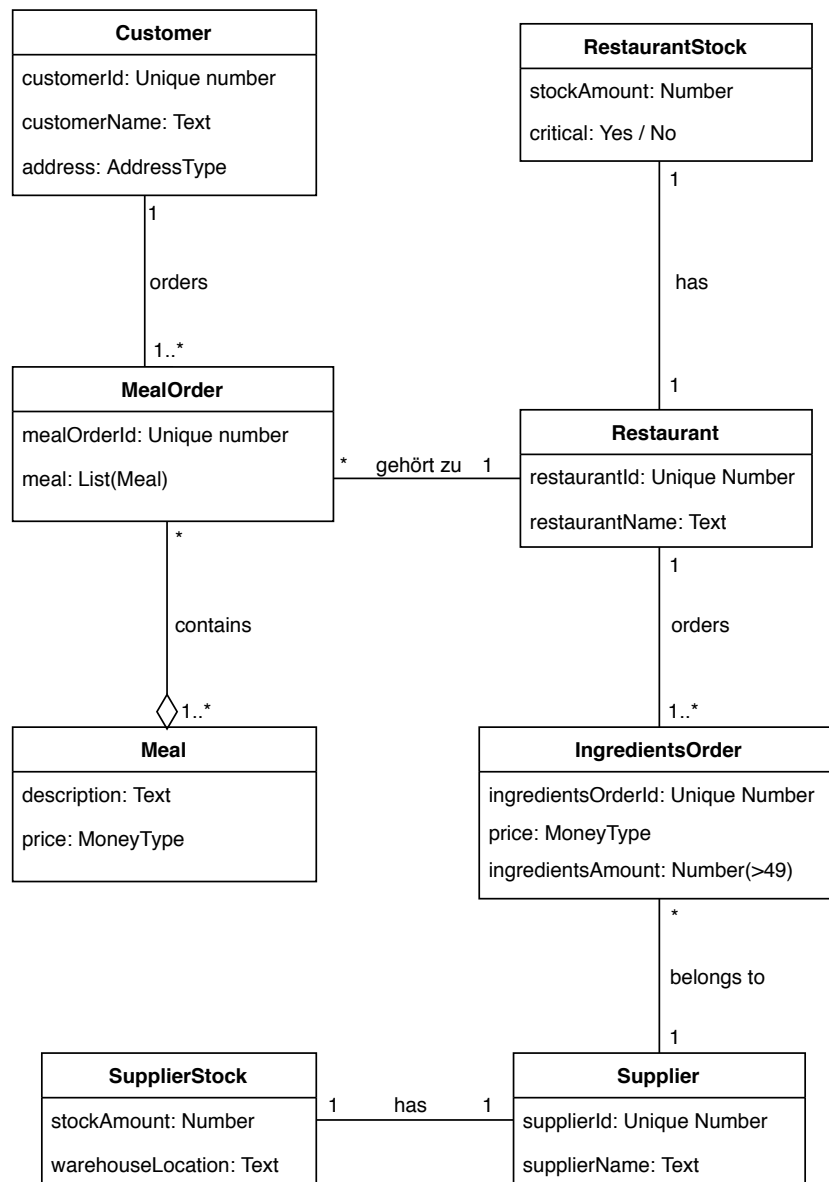 Customer
customerId: Unique number
customerName: Text
address: AddressType
RestaurantStock
stockAmount: Number
critical: Yes / No
1
orders
1..*
1
has
1
MealOrder
mealOrderId: Unique number
meal: List(Meal)
* gehört zu 1
Restaurant
restaurantId: Unique Number
restaurantName: Text
*
contains
1..*
1
orders
1..*
Meal
description: Text
price: MoneyType
IngredientsOrder
ingredientsOrderId: Unique Number
price: MoneyType
ingredientsAmount: Number(>49)
*
belongs to
1
SupplierStock
stockAmount: Number
warehouseLocation: Text
1 has 1
Supplier
supplierId: Unique Number
supplierName: Text